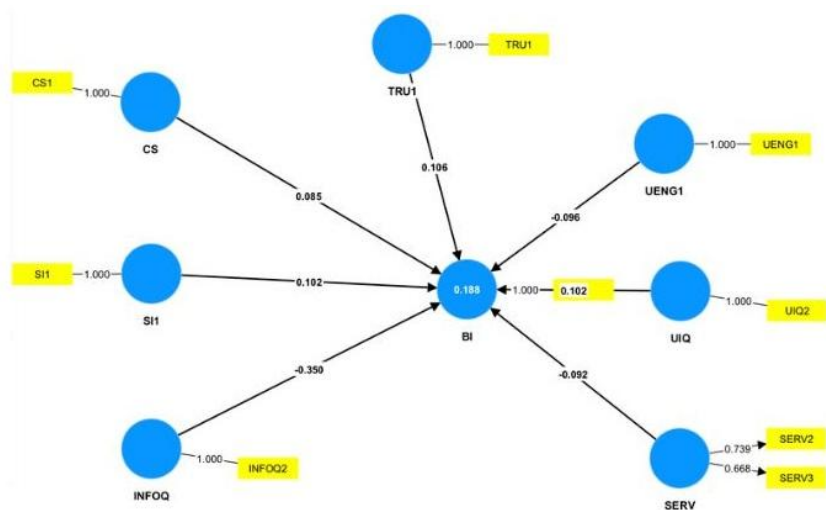 1.000
TRU1
TRU1
CS1
1.000
CS
1.000
UENG1
UENG1
0.106
0.085
-0.096
SI1
1.000
SI1
0.102
0.188
BI
1.000
0.102
UIQ
1.000
UIQ2
-0.350
-0.092
INFOQ
1.000
INFOQ2
SERV
0.739
SERV2
0.668
SERV3